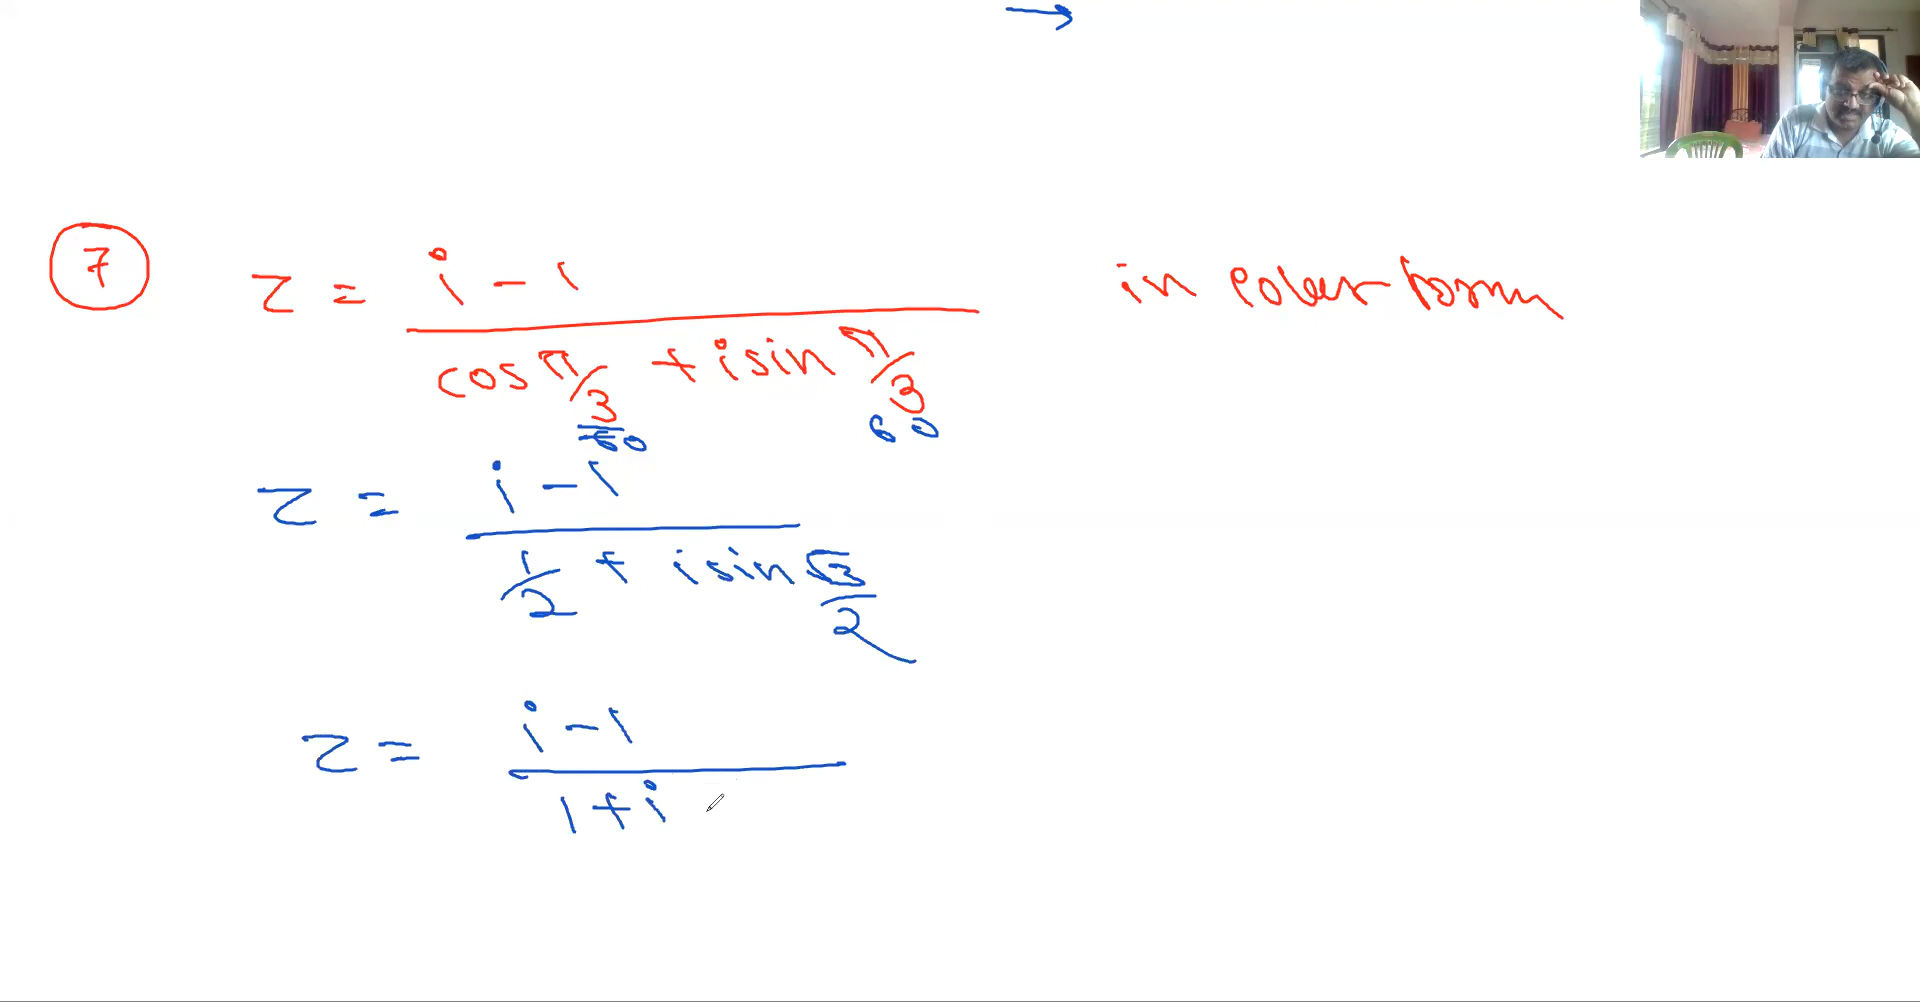 →
7 z = i - 1 / cos π/3 + i sin π/3 in Polar form
60 60
z = i - 1 / 1/2 + i sin √3/2
z = i - 1 / 1 + i